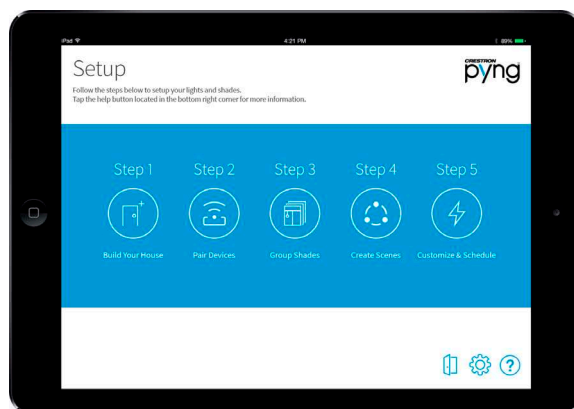 iPad
4:21 PM
89%
Setup
CRESTRON
pyng
Follow the steps below to setup your lights and shades.
Tap the help button located in the bottom right corner for more information.
Step 1
Step 2
Step 3
Step 4
Step 5
Build Your House
Pair Devices
Group Shades
Create Scenes
Customize & Schedule
?